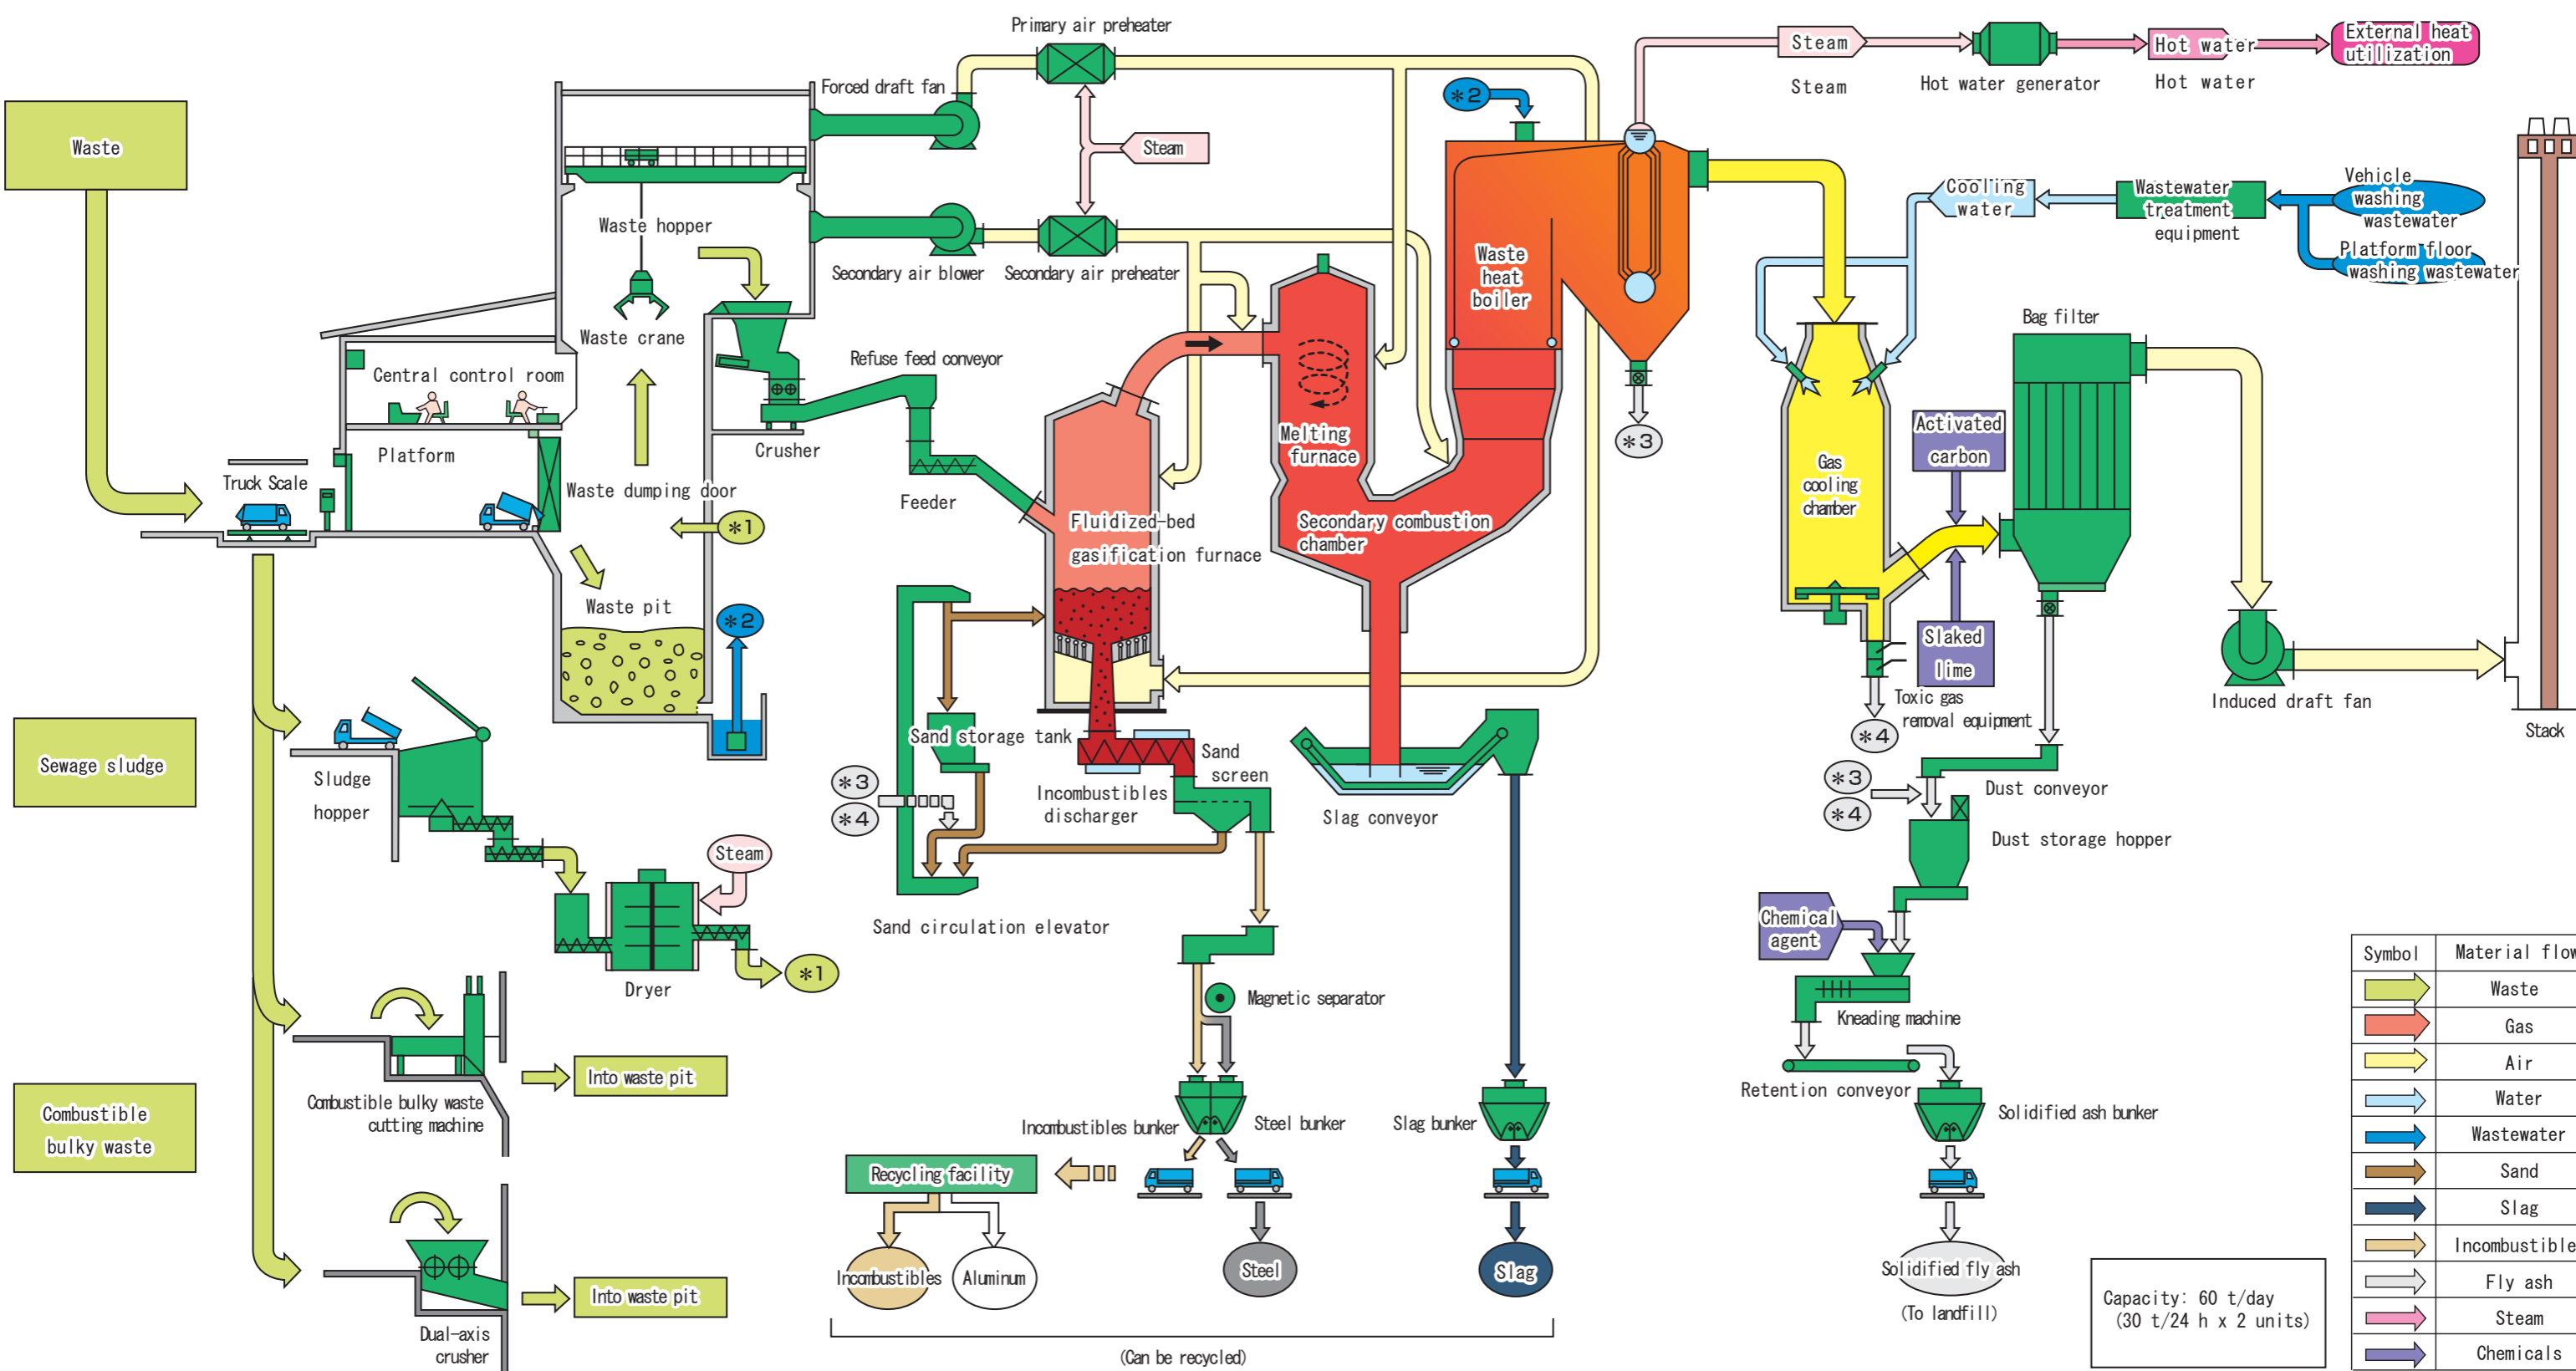 Waste
Sewage sludge
Combustible
bulky waste
Truck Scale
Central control room
Platform
Waste hopper
Waste crane
Waste dumping door
*1
Waste pit
*2
Crusher
Refuse feed conveyor
Feeder
Forced draft fan
Primary air preheater
Steam
Secondary air blower
Secondary air preheater
Fluidized-bed
gasification furnace
Melting
furnace
Secondary combustion
chamber
Waste
heat
boiler
*2
*3
Steam
Steam
Hot water generator
Hot water
Hot water
External heat
utilization
Cooling
water
Wastewater
treatment
equipment
Vehicle
washing
wastewater
Platform floor
washing wastewater
Gas
cooling
chamber
Activated
carbon
Slaked
lime
Toxic gas
removal equipment
*4
Bag filter
Induced draft fan
Stack
Sludge
hopper
Steam
Dryer
*1
Combustible bulky waste
cutting machine
Into waste pit
Dual-axis
crusher
Into waste pit
Sand storage tank
*3
*4
Sand circulation elevator
Sand
screen
Incombustibles
discharger
Slag conveyor
Magnetic separator
Incombustibles bunker
Steel bunker
Slag bunker
Recycling facility
Incombustibles
Aluminum
Steel
Slag
(Can be recycled)
Dust conveyor
*3
*4
Dust storage hopper
Chemical
agent
Kneading machine
Retention conveyor
Solidified ash bunker
Solidified fly ash
(To landfill)
Capacity: 60 t/day
(30 t/24 h x 2 units)
Symbol Material flow
Waste
Gas
Air
Water
Wastewater
Sand
Slag
Incombustible
Fly ash
Steam
Chemicals